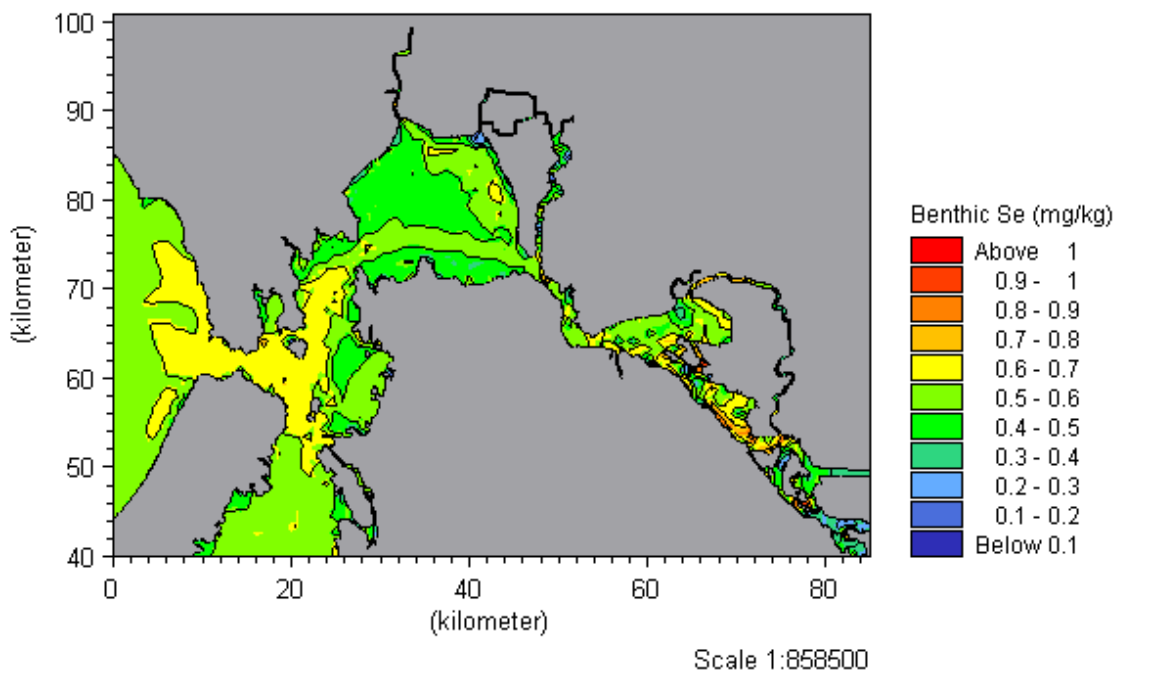 100
90
80
70
60
50
40
(kilometer)
0 20 40 60 80
(kilometer)
Scale 1:858500
Benthic Se (mg/kg)
Above 1
0.9 - 1
0.8 - 0.9
0.7 - 0.8
0.6 - 0.7
0.5 - 0.6
0.4 - 0.5
0.3 - 0.4
0.2 - 0.3
0.1 - 0.2
Below 0.1